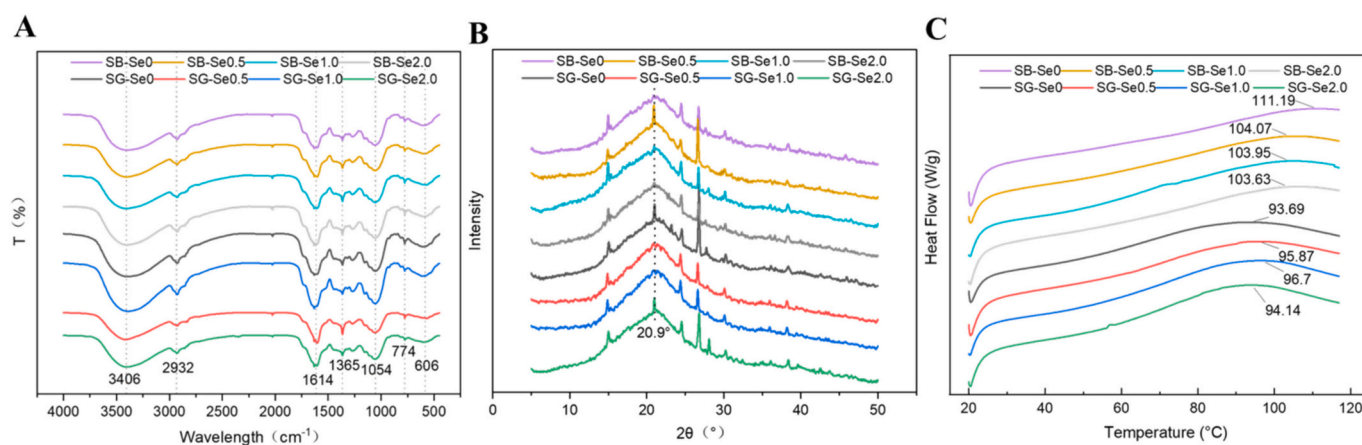 A
SB-Se0 SB-Se0.5 SB-Se1.0 SB-Se2.0
SG-Se0 SG-Se0.5 SG-Se1.0 SG-Se2.0
T (%)
3406 2932 1614 1365 1054 774 606
4000 3500 3000 2500 2000 1500 1000 500
Wavelength (cm⁻¹)
B
SB-Se0 SB-Se0.5 SB-Se1.0 SB-Se2.0
SG-Se0 SG-Se0.5 SG-Se1.0 SG-Se2.0
Intensity
20.9°
0 5 10 15 20 25 30 35 40 45 50
2θ (°)
C
SB-Se0 SB-Se0.5 SB-Se1.0 SB-Se2.0
SG-Se0 SG-Se0.5 SG-Se1.0 SG-Se2.0
Heat Flow (W/g)
111.19
104.07
103.95
103.63
93.69
95.87
96.7
94.14
20 40 60 80 100 120
Temperature (°C)